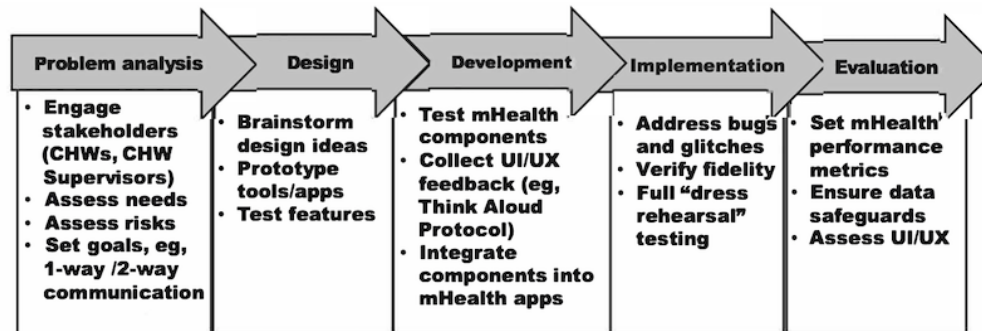 Problem analysis
• Engage
stakeholders
(CHWs, CHW
Supervisors)
• Assess needs
• Assess risks
• Set goals, eg,
1-way /2-way
communication
Design
• Brainstorm
design ideas
• Prototype
tools/apps
• Test features
Development
• Test mHealth
components
• Collect UI/UX
feedback (eg,
Think Aloud
Protocol)
• Integrate
components into
mHealth apps
Implementation
• Address bugs
and glitches
• Verify fidelity
• Full “dress
rehearsal”
testing
Evaluation
• Set mHealth
performance
metrics
• Ensure data
safeguards
• Assess UI/UX